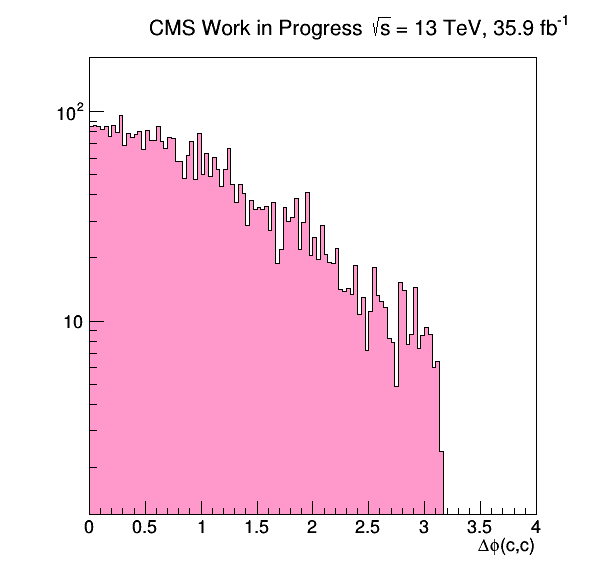 CMS Work in Progress √s = 13 TeV, 35.9 fb⁻¹
10²
10
0 0.5 1 1.5 2 2.5 3 3.5 4
Δϕ(c,c)